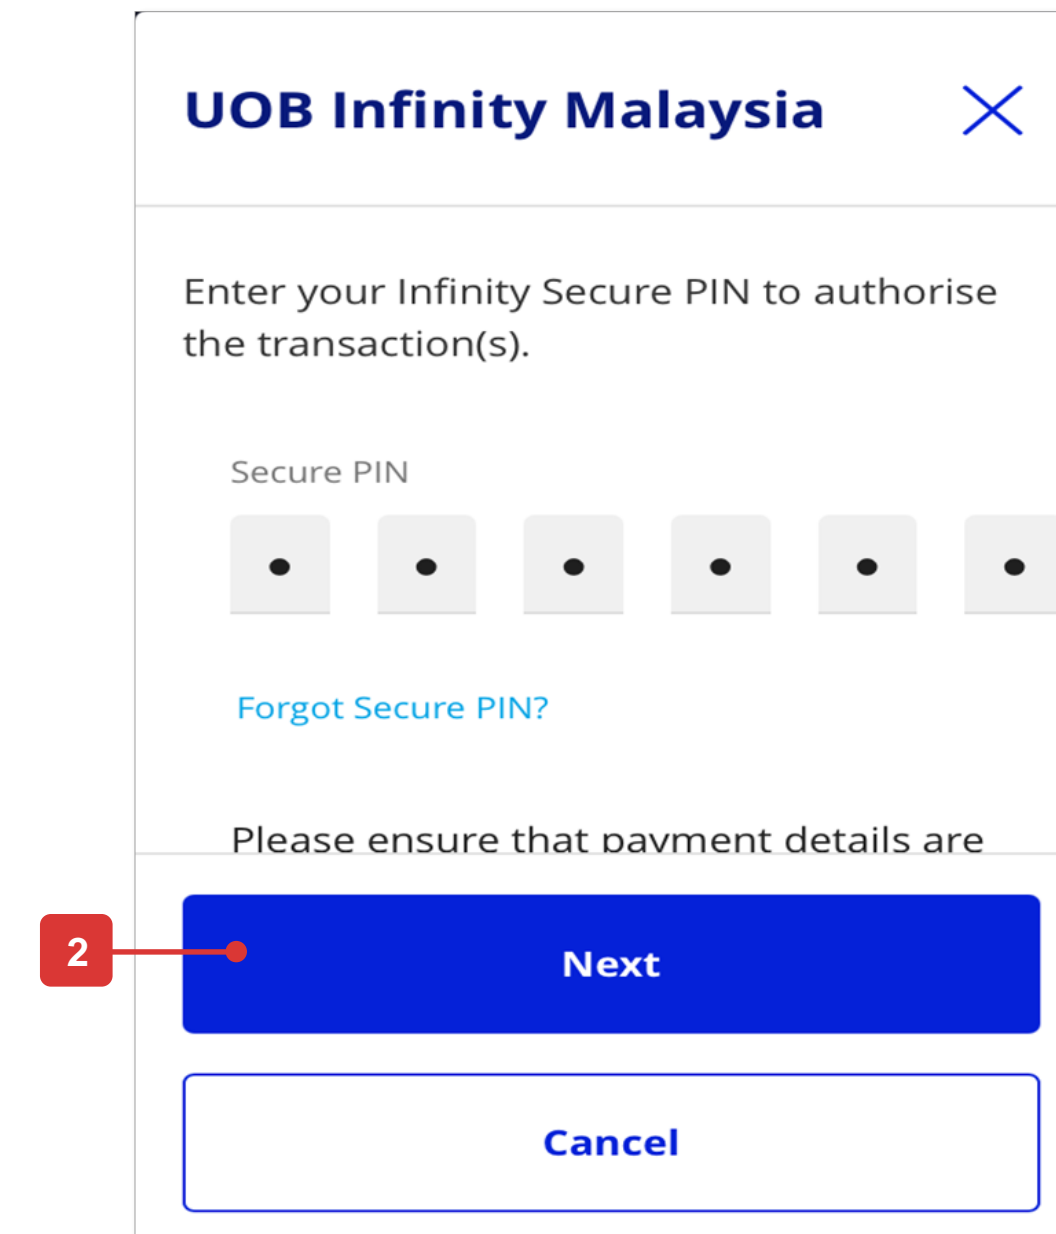 UOB Infinity Malaysia
Enter your Infinity Secure PIN to authorise
the transaction(s).
Secure PIN
Forgot Secure PIN?
Please ensure that payment details are
2
Next
Cancel